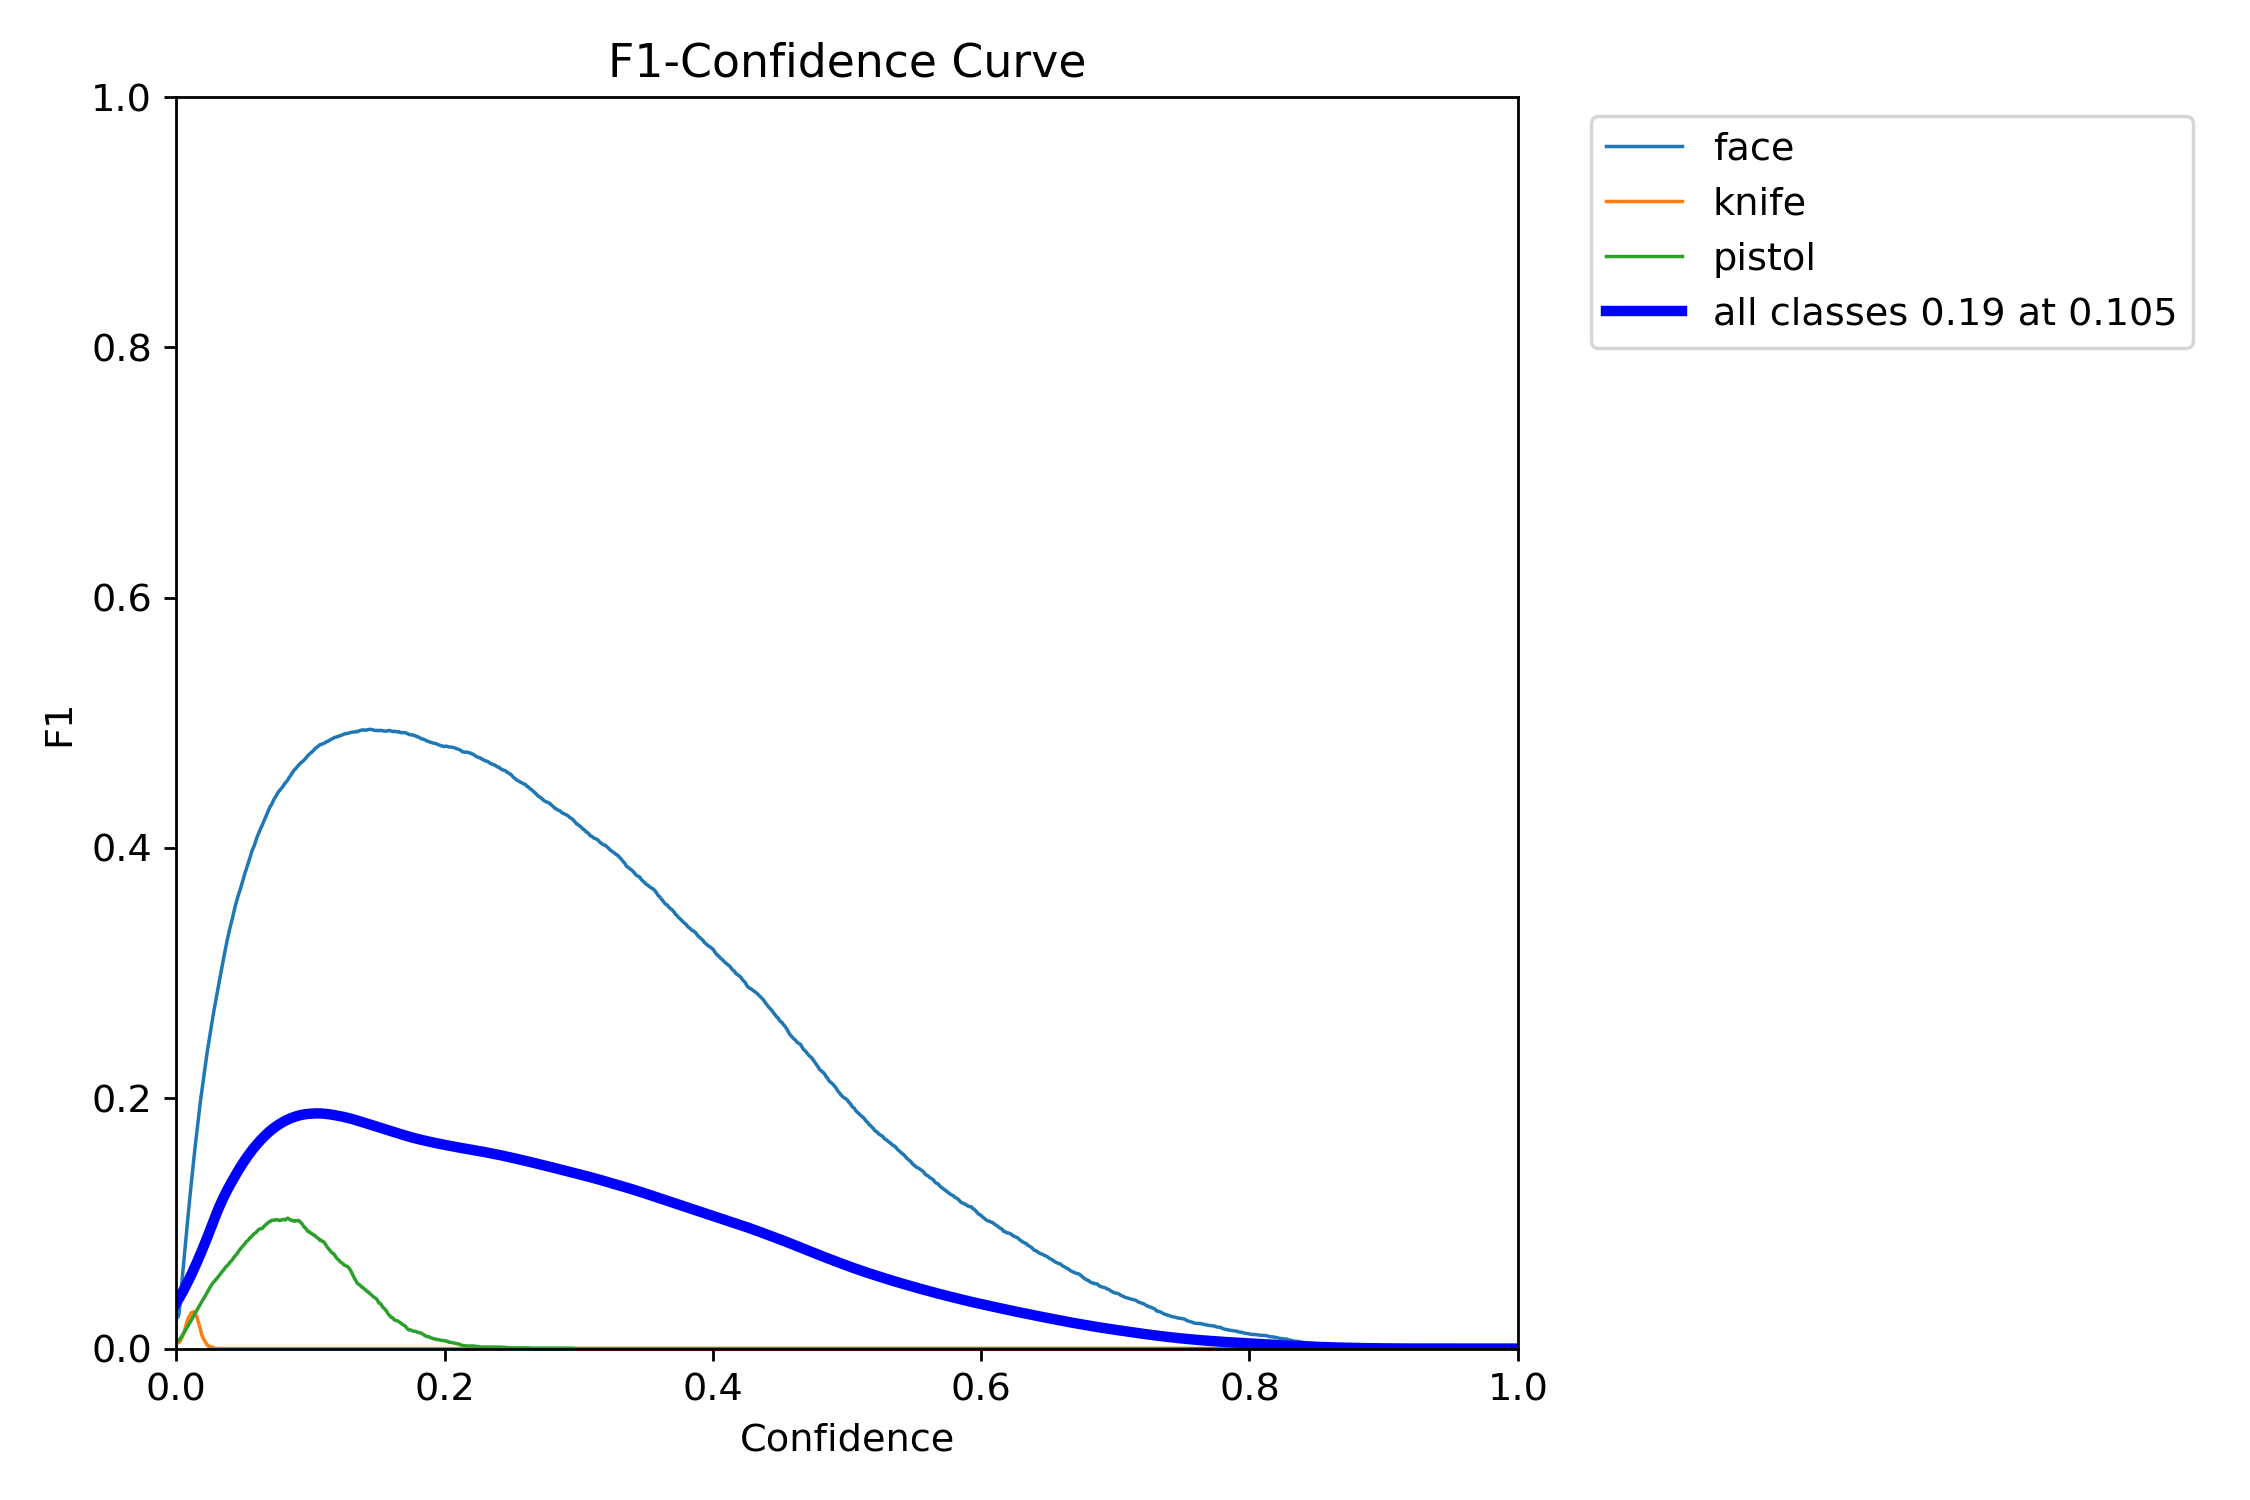 F1-Confidence Curve
1.0
0.8
0.6
0.4
0.2
0.0
F1
0.0 0.2 0.4 0.6 0.8 1.0
Confidence
face
knife
pistol
all classes 0.19 at 0.105